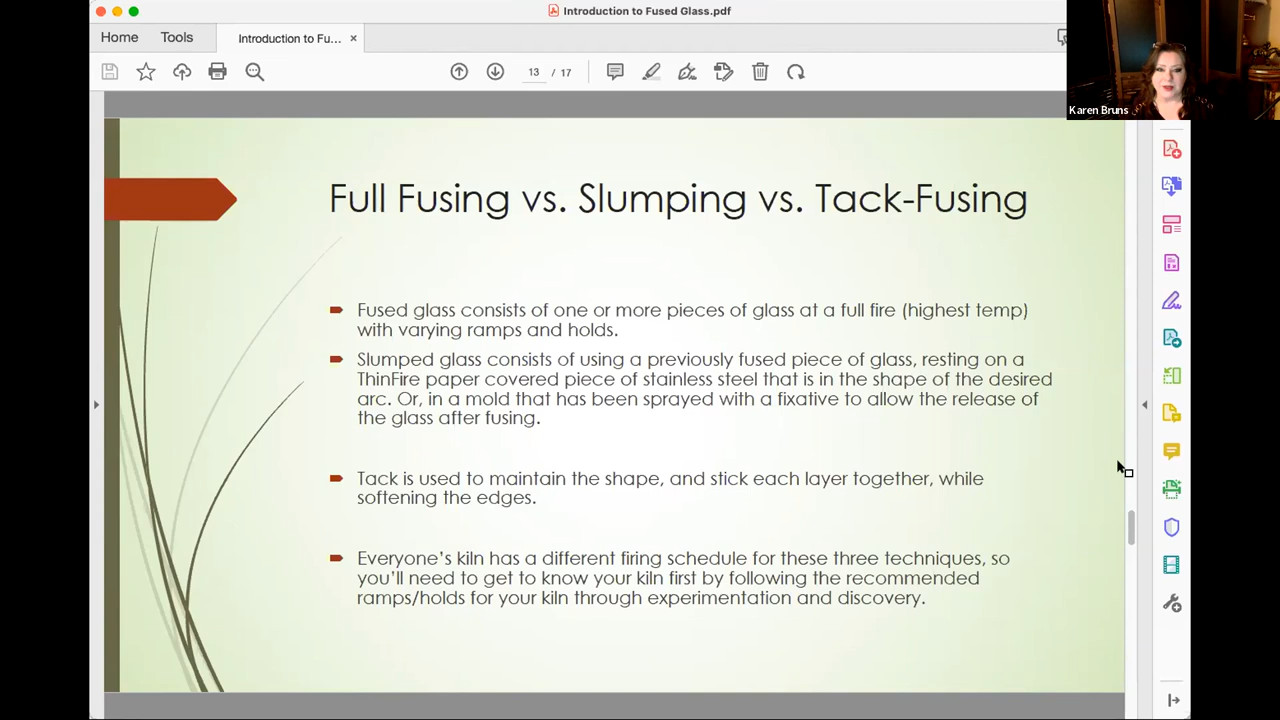 Introduction to Fused Glass.pdf
Home
Tools
Introduction to Fu...
13 / 17
Karen Bruns
Full Fusing vs. Slumping vs. Tack-Fusing
Fused glass consists of one or more pieces of glass at a full fire (highest temp)
with varying ramps and holds.
Slumped glass consists of using a previously fused piece of glass, resting on a
ThinFire paper covered piece of stainless steel that is in the shape of the desired
arc. Or, in a mold that has been sprayed with a fixative to allow the release of
the glass after fusing.
Tack is used to maintain the shape, and stick each layer together, while
softening the edges.
Everyone's kiln has a different firing schedule for these three techniques, so
you'll need to get to know your kiln first by following the recommended
ramps/holds for your kiln through experimentation and discovery.